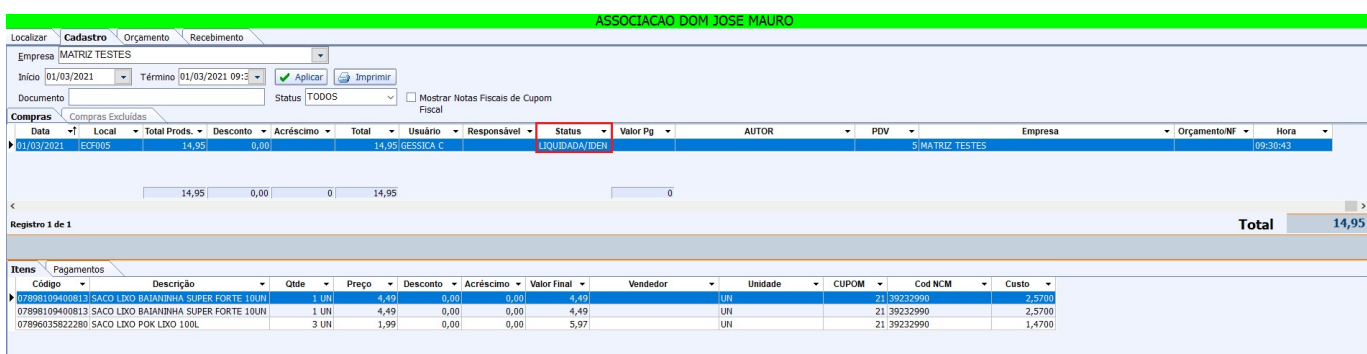 ASSOCIACAO DOM JOSE MAURO
Localizar Cadastro Orçamento Recebimento
Empresa MATRIZ TESTES
Início 01/03/2021 Término 01/03/2021 09:3 Aplicar Imprimir
Documento Status TODOS Mostrar Notas Fiscais de Cupom Fiscal
Compras Compras Excluídas
Data Local Total Prods. Desconto Acréscimo Total Usuário Responsável Status Valor Pg AUTOR PDV Empresa Orçamento/NF Hora
01/03/2021 ECF005 14,95 0,00 14,95 GESSICA C LIQUIDADA/IDEN 5 MATRIZ TESTES 09:30:43
14,95 0,00 0 14,95 0
Registro 1 de 1 Total 14,95
Itens Pagamentos
Código Descrição Qtde Preço Desconto Acréscimo Valor Final Vendedor Unidade CUPOM Cod NCM Custo
07898109400813 SACO LIXO BAIANINHA SUPER FORTE 10UN 1 UN 4,49 0,00 0,00 4,49 UN 21 39232990 2,5700
07898109400813 SACO LIXO BAIANINHA SUPER FORTE 10UN 1 UN 4,49 0,00 0,00 4,49 UN 21 39232990 2,5700
07896035822280 SACO LIXO POK LIXO 100L 3 UN 1,99 0,00 0,00 5,97 UN 21 39232990 1,4700